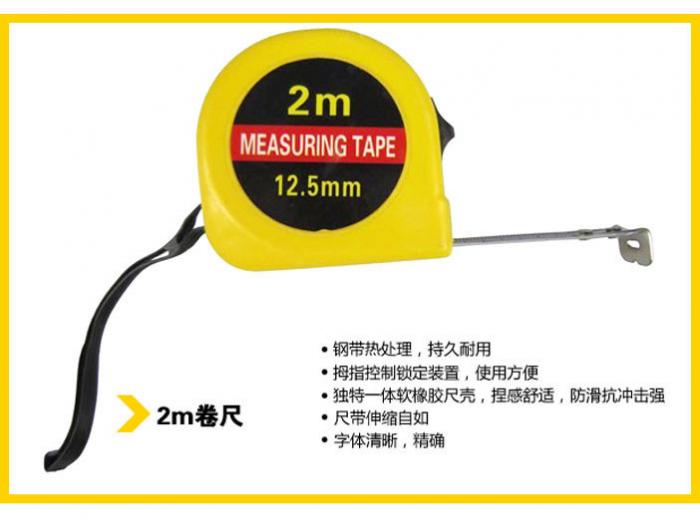 2m
MEASURING TAPE
12.5mm
• 钢带热处理，持久耐用
• 拇指控制锁定装置，使用方便
• 独特一体软橡胶尺壳，捏感舒适，防滑抗冲击强
• 尺带伸缩自如
• 字体清晰，精确
2m卷尺